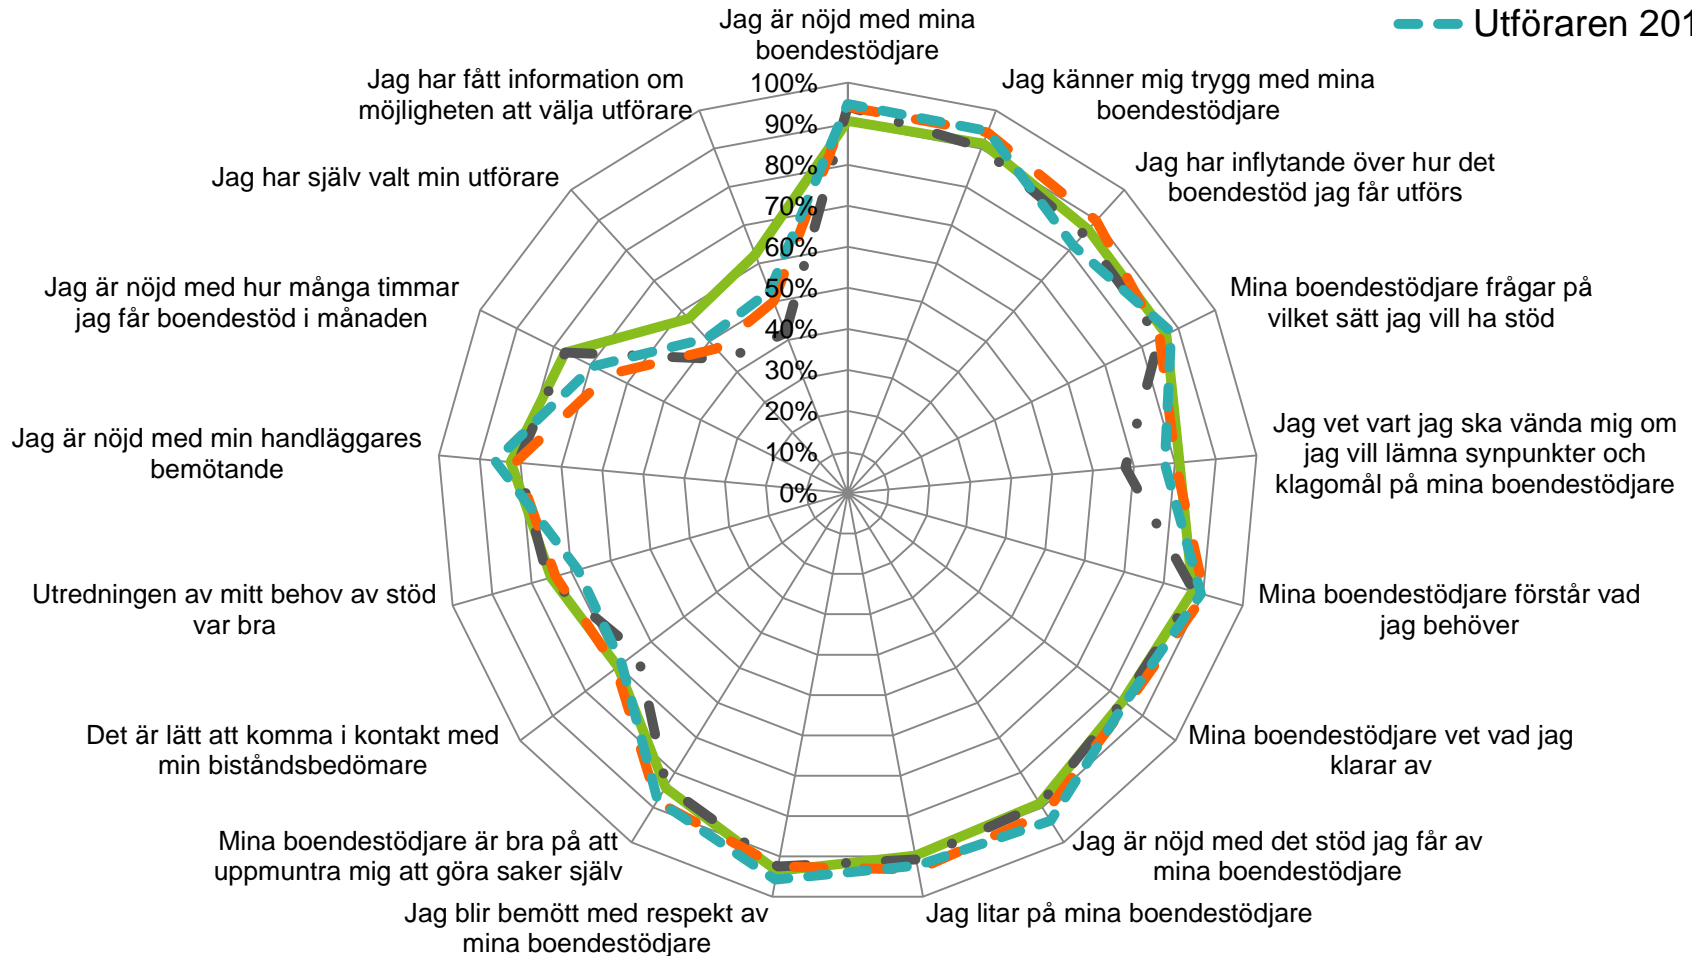 Jag är nöjd med mina
boendestödjare
Utföraren 201
Jag har fått information om
möjligheten att välja utförare
Jag känner mig trygg med mina
boendestödjare
Jag har själv valt min utförare
Jag har inflytande över hur det
boendestöd jag får utförs
Jag är nöjd med hur många timmar
jag får boendestöd i månaden
Mina boendestödjare frågar på
vilket sätt jag vill ha stöd
Jag är nöjd med min handläggares
bemötande
Jag vet vart jag ska vända mig om
jag vill lämna synpunkter och
klagomål på mina boendestödjare
Utredningen av mitt behov av stöd
var bra
Mina boendestödjare förstår vad
jag behöver
Det är lätt att komma i kontakt med
min biståndsbedömare
Mina boendestödjare vet vad jag
klarar av
Mina boendestödjare är bra på att
uppmuntra mig att göra saker själv
Jag är nöjd med det stöd jag får av
mina boendestödjare
Jag blir bemött med respekt av
mina boendestödjare
Jag litar på mina boendestödjare
100%
90%
80%
70%
60%
50%
40%
30%
20%
10%
0%